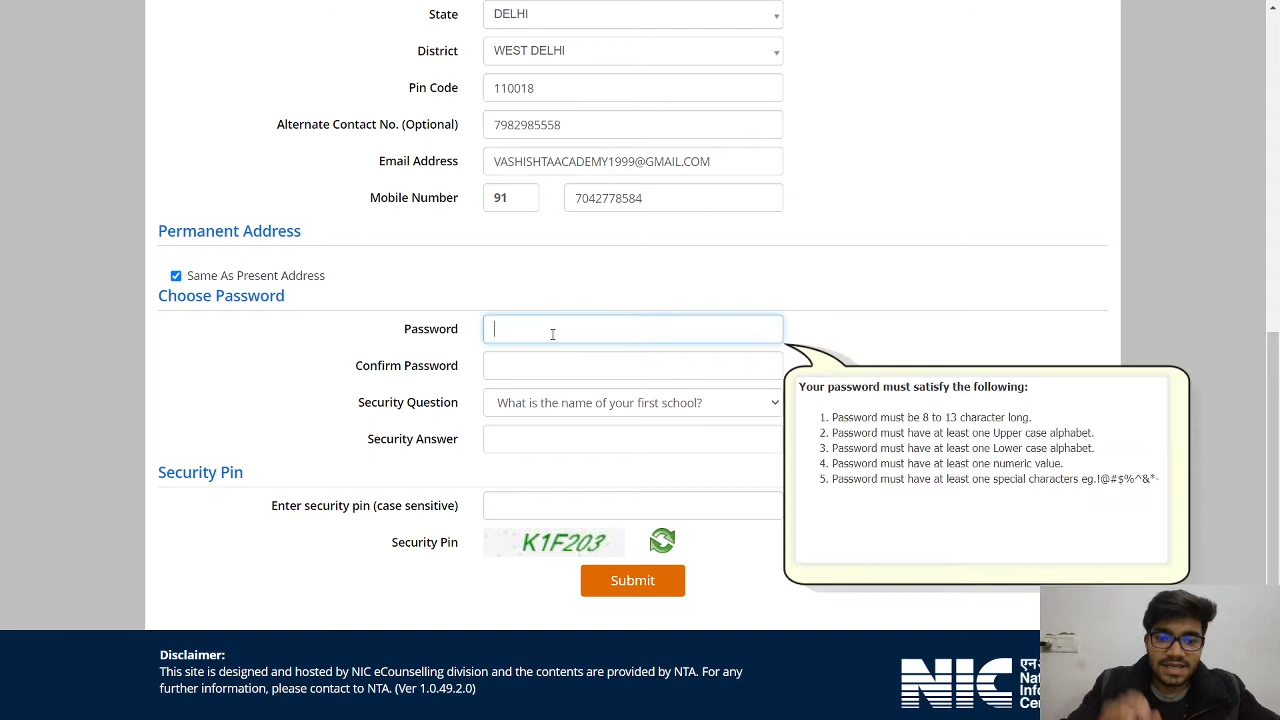 State
DELHI
District
WEST DELHI
Pin Code
110018
Alternate Contact No. (Optional)
7982985558
Email Address
VASHISHTAACADEMY1999@GMAIL.COM
Mobile Number
91
7042778584
Permanent Address
Same As Present Address
Choose Password
Password
Confirm Password
Security Question
What is the name of your first school?
Security Answer
Your password must satisfy the following:
1. Password must be 8 to 13 character long.
2. Password must have at least one Upper case alphabet.
3. Password must have at least one Lower case alphabet.
4. Password must have at least one numeric value.
5. Password must have at least one special characters eg.!@#$%^&*-
Security Pin
Enter security pin (case sensitive)
Security Pin
K1F203
Submit
Disclaimer:
This site is designed and hosted by NIC eCounselling division and the contents are provided by NTA. For any
further information, please contact to NTA. (Ver 1.0.49.2.0)
NIC